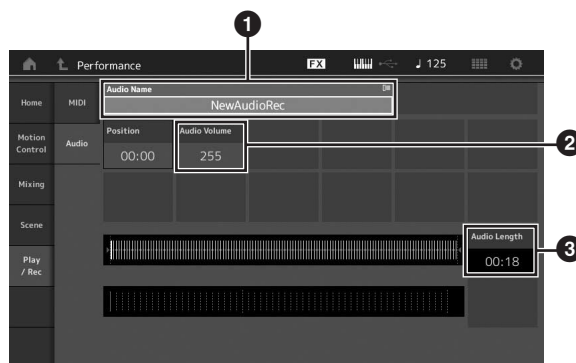 1
Performance
FX
♩ 125
Home
MIDI
Audio Name
NewAudioRec
Motion
Control
Audio
Position
00:00
Audio Volume
255
2
Mixing
Scene
Play
/ Rec
Audio Length
00:18
3